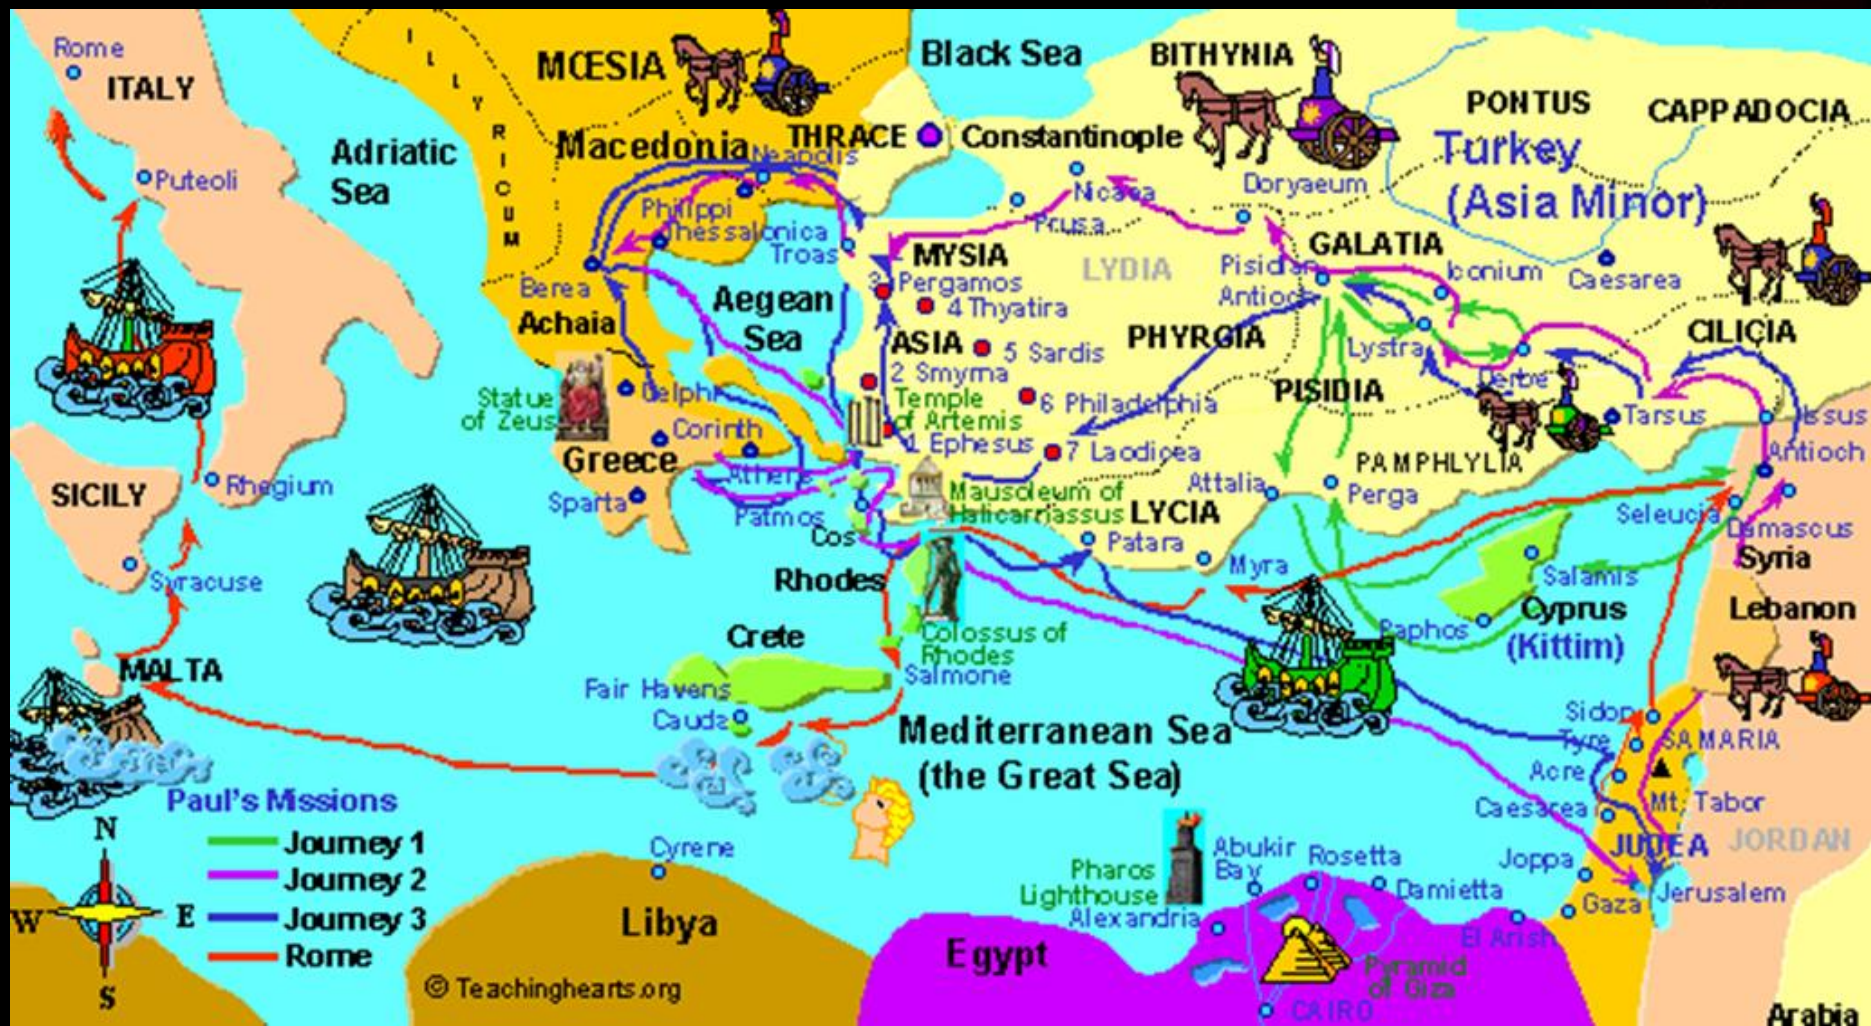 Rome
ITALY
Puteoli
Adriatic
Sea
ILLYRICUM
MŒSIA
Macedonia
THRACE
Neapolis
Black Sea
Constantinople
BITHYNIA
PONTUS
CAPPADOCIA
Turkey
(Asia Minor)
Nicaea
Prusa
Doryaeum
Philippi
Thessalonica
Troas
Berea
Achaia
Aegean
Sea
MYSIA
LYDIA
3 Pergamos
4 Thyatira
ASIA
5 Sardis
2 Smyrna
6 Philadelphia
Temple
of Artemis
1 Ephesus
7 Laodicea
PHYRGIA
GALATIA
Pisidian
Antioch
Iconium
Caesarea
Lystra
Derbe
CILICIA
PISIDIA
Tarsus
Issus
Antioch
Statue
of Zeus
Delphi
Corinth
Greece
Athens
Sparta
Patmos
Cos
Mausoleum of
Halicarnassus
LYCIA
Patara
Attalia
PAMPHLYLIA
Perga
Myra
Seleucia
Damascus
Syria
Lebanon
Salamis
Cyprus
(Kittim)
Paphos
SICILY
Rhegium
Syracuse
MALTA
Rhodes
Colossus of
Rhodes
Crete
Fair Havens
Salmone
Cauda
Mediterranean Sea
(the Great Sea)
Sidon
Tyre
SAMARIA
Acre
Mt. Tabor
Caesarea
JUDEA
JORDAN
Joppa
Jerusalem
Gaza
El Arish
Paul's Missions
Journey 1
Journey 2
Journey 3
Rome
N
W
E
S
Cyrene
Libya
© Teachinghearts.org
Pharos
Lighthouse
Alexandria
Abukir
Bay
Rosetta
Damietta
Egypt
Pyramid
of Giza
CAIRO
Arabia